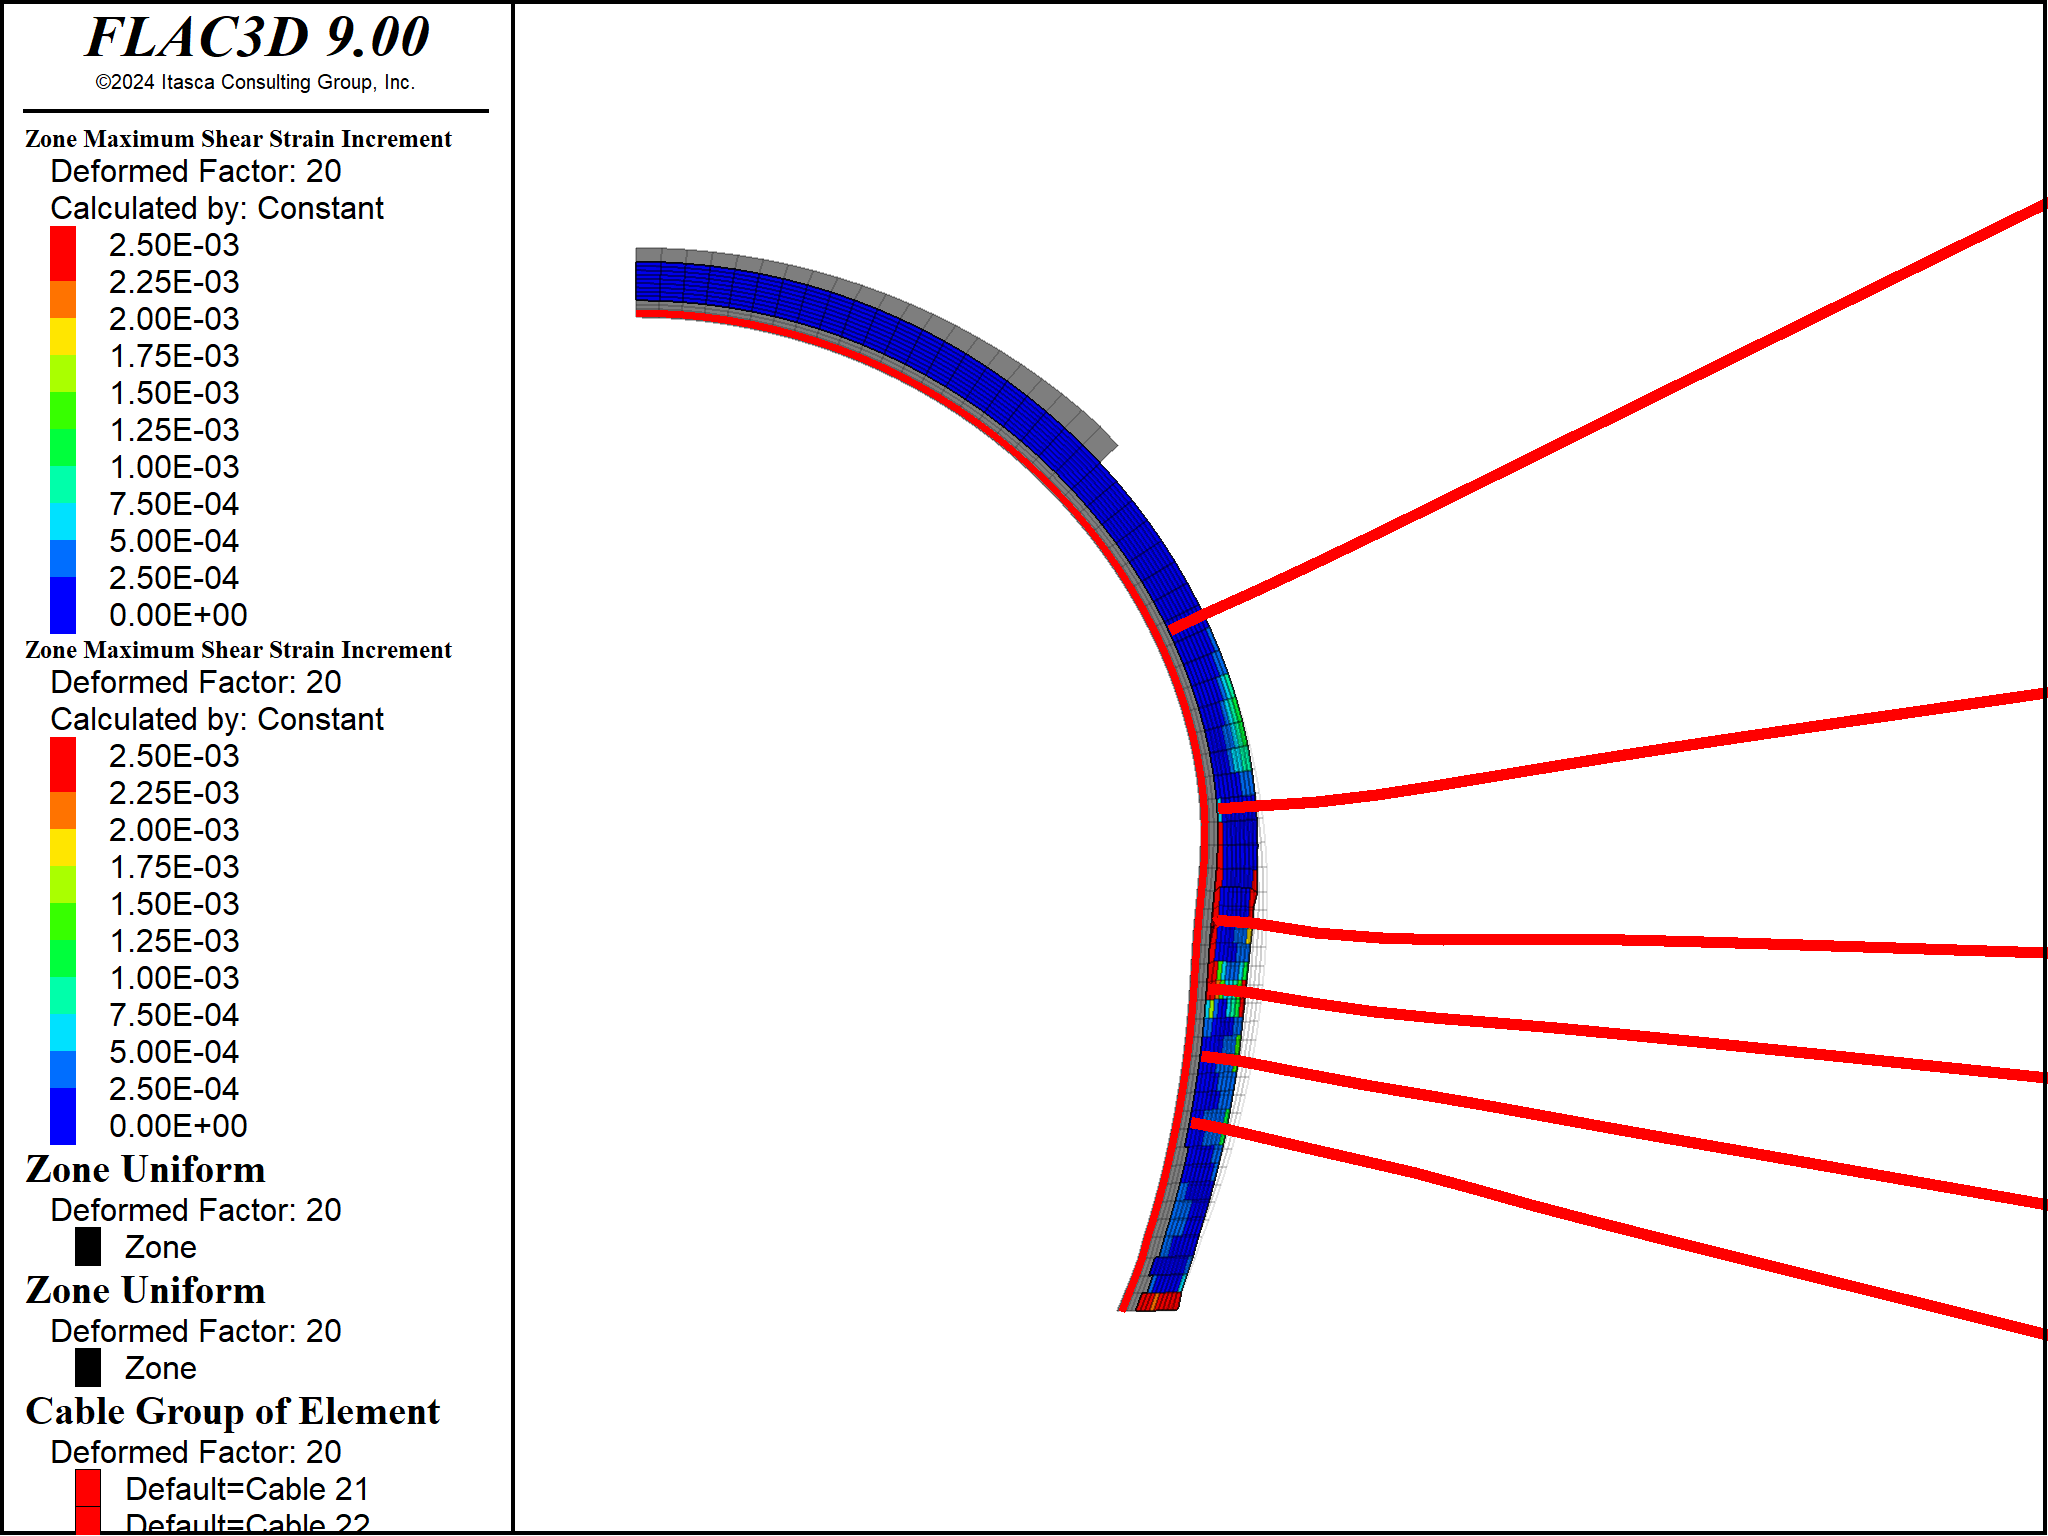 FLAC3D 9.00
©2024 Itasca Consulting Group, Inc.
Zone Maximum Shear Strain Increment
Deformed Factor: 20
Calculated by: Constant
2.50E-03
2.25E-03
2.00E-03
1.75E-03
1.50E-03
1.25E-03
1.00E-03
7.50E-04
5.00E-04
2.50E-04
0.00E+00
Zone Maximum Shear Strain Increment
Deformed Factor: 20
Calculated by: Constant
2.50E-03
2.25E-03
2.00E-03
1.75E-03
1.50E-03
1.25E-03
1.00E-03
7.50E-04
5.00E-04
2.50E-04
0.00E+00
Zone Uniform
Deformed Factor: 20
Zone
Zone Uniform
Deformed Factor: 20
Zone
Cable Group of Element
Deformed Factor: 20
Default=Cable 21
Default=Cable 22